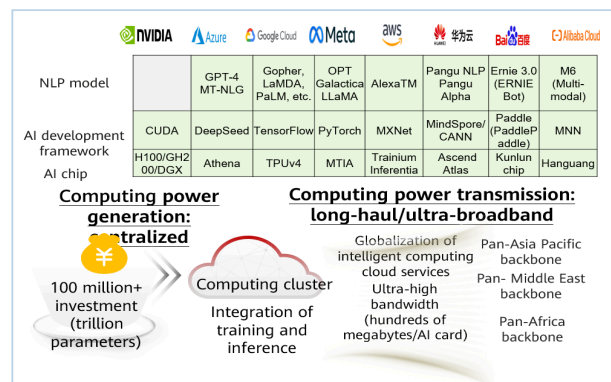 NVIDIA Azure Google Cloud Meta aws HUAWEI 华为云 Bai百度 Alibaba Cloud
NLP model
GPT-4
MT-NLG
Gopher,
LaMDA,
PaLM, etc.
OPT
Galactica
LLaMA
AlexaTM
Pangu NLP
Pangu
Alpha
Ernie 3.0
(ERNIE
Bot)
M6
(Multi-
modal)
AI development
framework
CUDA
DeepSeed
TensorFlow
PyTorch
MXNet
MindSpore/
CANN
Paddle
(PaddleP
addle)
MNN
AI chip
H100/GH2
00/DGX
Athena
TPUv4
MTIA
Trainium
Inferentia
Ascend
Atlas
Kunlun
chip
Hanguang
Computing power
generation:
centralized
¥
100 million+
investment
(trillion
parameters)
Computing cluster
Integration of
training and
inference
Computing power transmission:
long-haul/ultra-broadband
Globalization of
intelligent computing
cloud services
Ultra-high
bandwidth
(hundreds of
megabytes/AI card)
Pan-Asia Pacific
backbone
Pan- Middle East
backbone
Pan-Africa
backbone